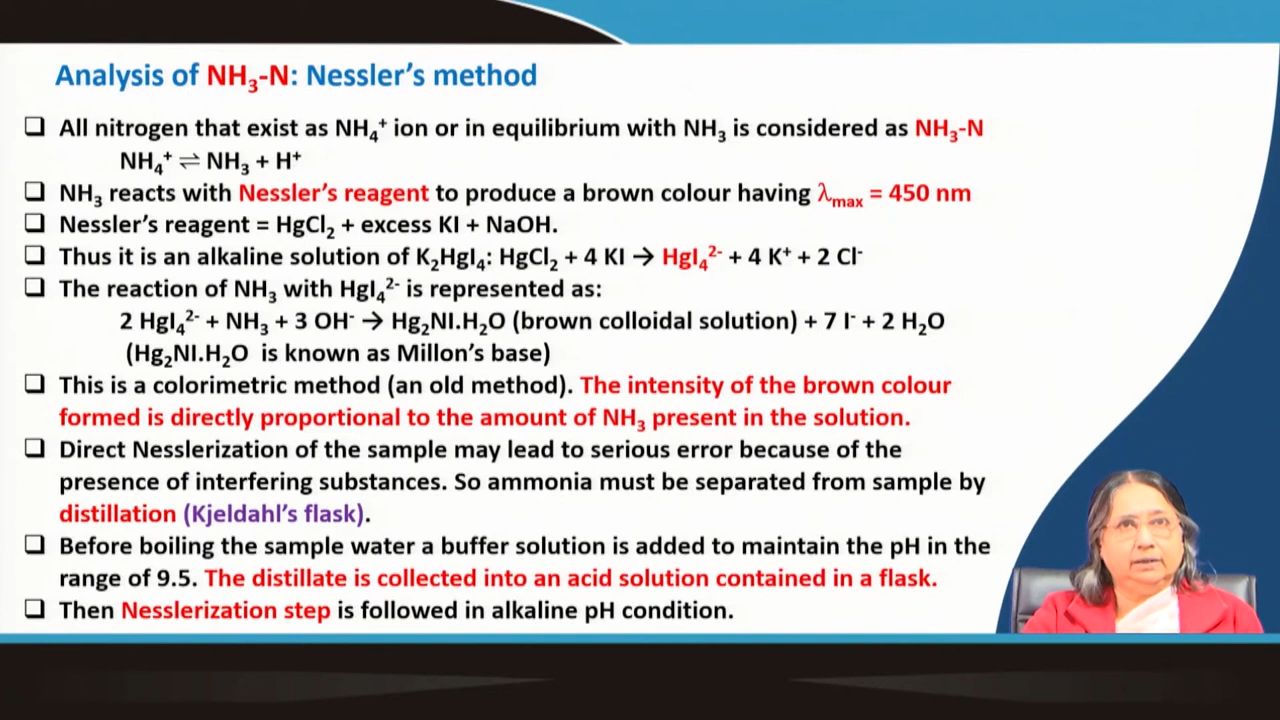 Analysis of NH₃-N: Nessler's method
❑ All nitrogen that exist as NH₄⁺ ion or in equilibrium with NH₃ is considered as NH₃-N
NH₄⁺ ⇌ NH₃ + H⁺
❑ NH₃ reacts with Nessler's reagent to produce a brown colour having λmax = 450 nm
❑ Nessler's reagent = HgCl₂ + excess KI + NaOH.
❑ Thus it is an alkaline solution of K₂HgI₄: HgCl₂ + 4 KI → HgI₄²⁻ + 4 K⁺ + 2 Cl⁻
❑ The reaction of NH₃ with HgI₄²⁻ is represented as:
2 HgI₄²⁻ + NH₃ + 3 OH⁻ → Hg₂NI.H₂O (brown colloidal solution) + 7 I⁻ + 2 H₂O
(Hg₂NI.H₂O is known as Millon's base)
❑ This is a colorimetric method (an old method). The intensity of the brown colour
formed is directly proportional to the amount of NH₃ present in the solution.
❑ Direct Nesslerization of the sample may lead to serious error because of the
presence of interfering substances. So ammonia must be separated from sample by
distillation (Kjeldahl's flask).
❑ Before boiling the sample water a buffer solution is added to maintain the pH in the
range of 9.5. The distillate is collected into an acid solution contained in a flask.
❑ Then Nesslerization step is followed in alkaline pH condition.